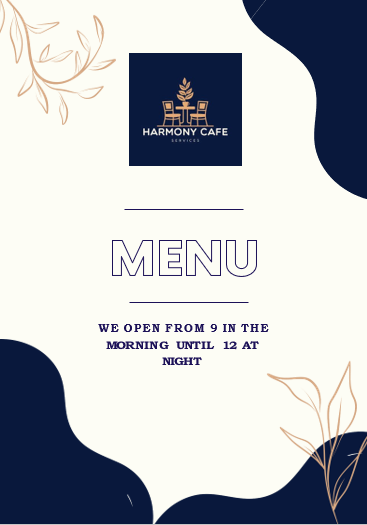 HARMONY CAFE
SERVICES
MENU
WE OPEN FROM 9 IN THE
MORNING UNTIL 12 AT
NIGHT